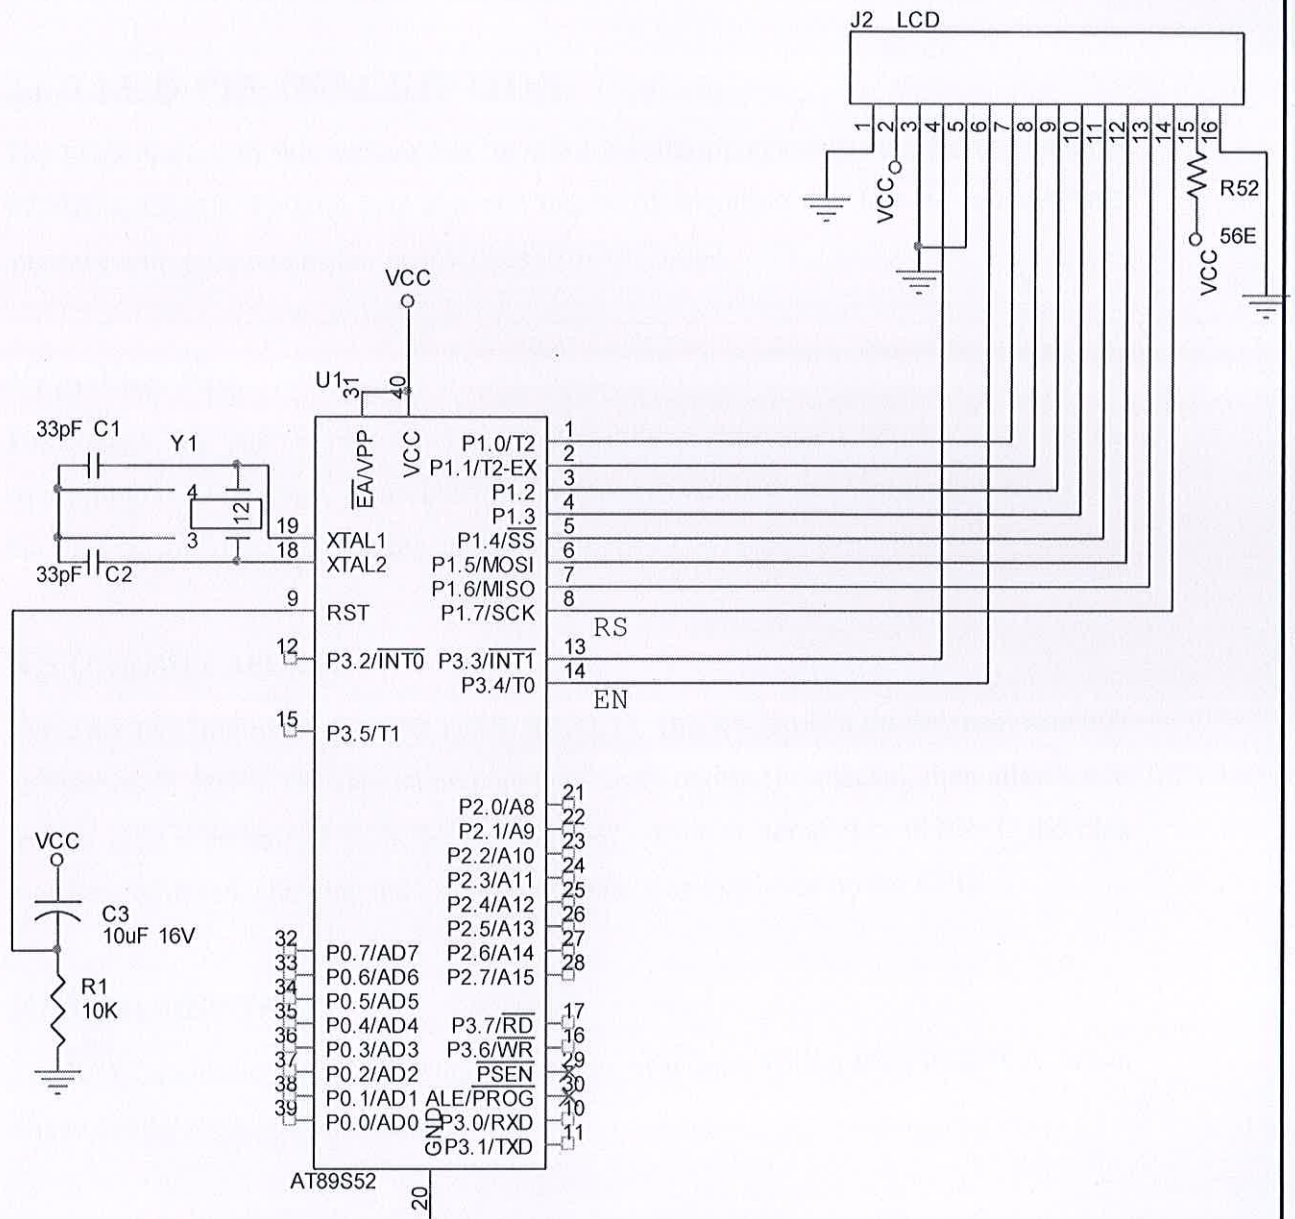 J2 LCD
1 2 3 4 5 6 7 8 9 10 11 12 13 14 15 16
VCC
R52
56E
VCC
VCC
U1
31
40
EA/VPP
VCC
33pF C1
Y1
4
12
3
33pF C2
19 XTAL1
18 XTAL2
9 RST
12 P3.2/INT0
15 P3.5/T1
P1.0/T2 1
P1.1/T2-EX 2
P1.2 3
P1.3 4
P1.4/SS 5
P1.5/MOSI 6
P1.6/MISO 7
P1.7/SCK 8
RS
P3.3/INT1 13
P3.4/T0 14
EN
P2.0/A8 21
P2.1/A9 22
P2.2/A10 23
P2.3/A11 24
P2.4/A12 25
P2.5/A13 26
P2.6/A14 27
P2.7/A15 28
VCC
C3
10uF 16V
R1
10K
32 P0.7/AD7
33 P0.6/AD6
34 P0.5/AD5
35 P0.4/AD4
36 P0.3/AD3
37 P0.2/AD2
38 P0.1/AD1
39 P0.0/AD0
P3.7/RD 17
P3.6/WR 16
PSEN 29
ALE/PROG 30
P3.0/RXD 10
P3.1/TXD 11
GND
AT89S52
20